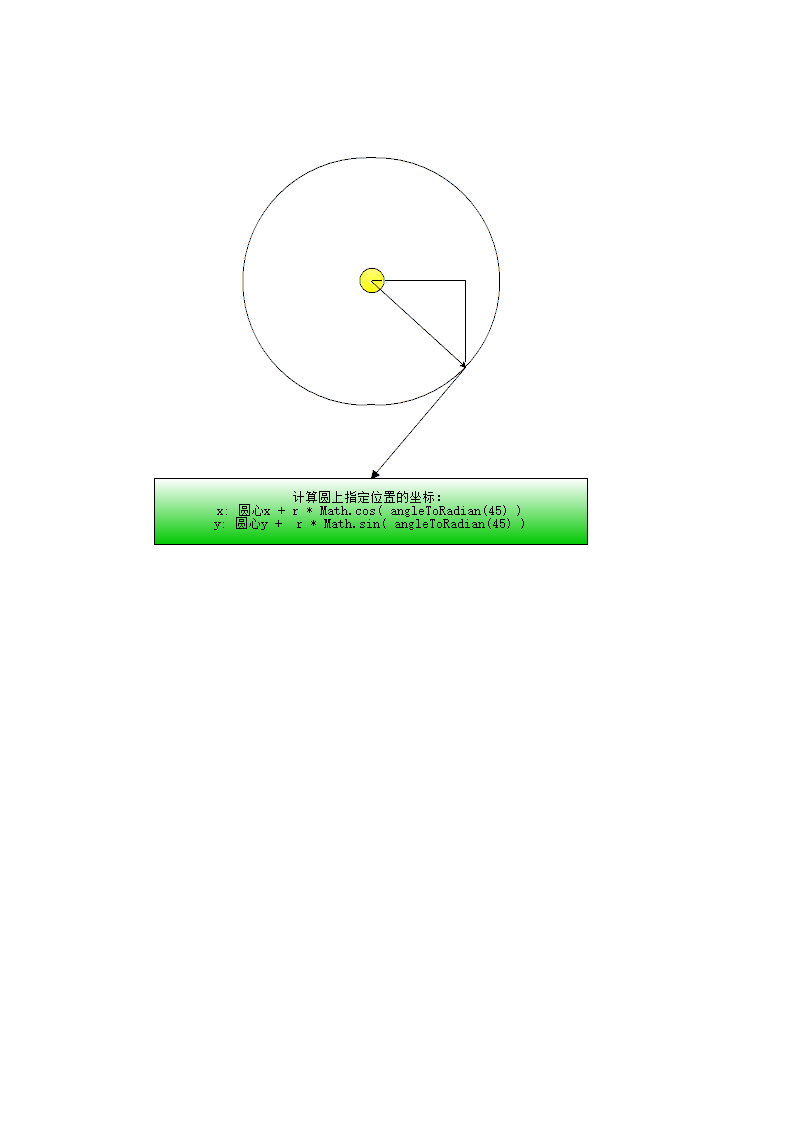 计算圆上指定位置的坐标：
x: 圆心x + r * Math.cos( angleToRadian(45) )
y: 圆心y +  r * Math.sin( angleToRadian(45) )